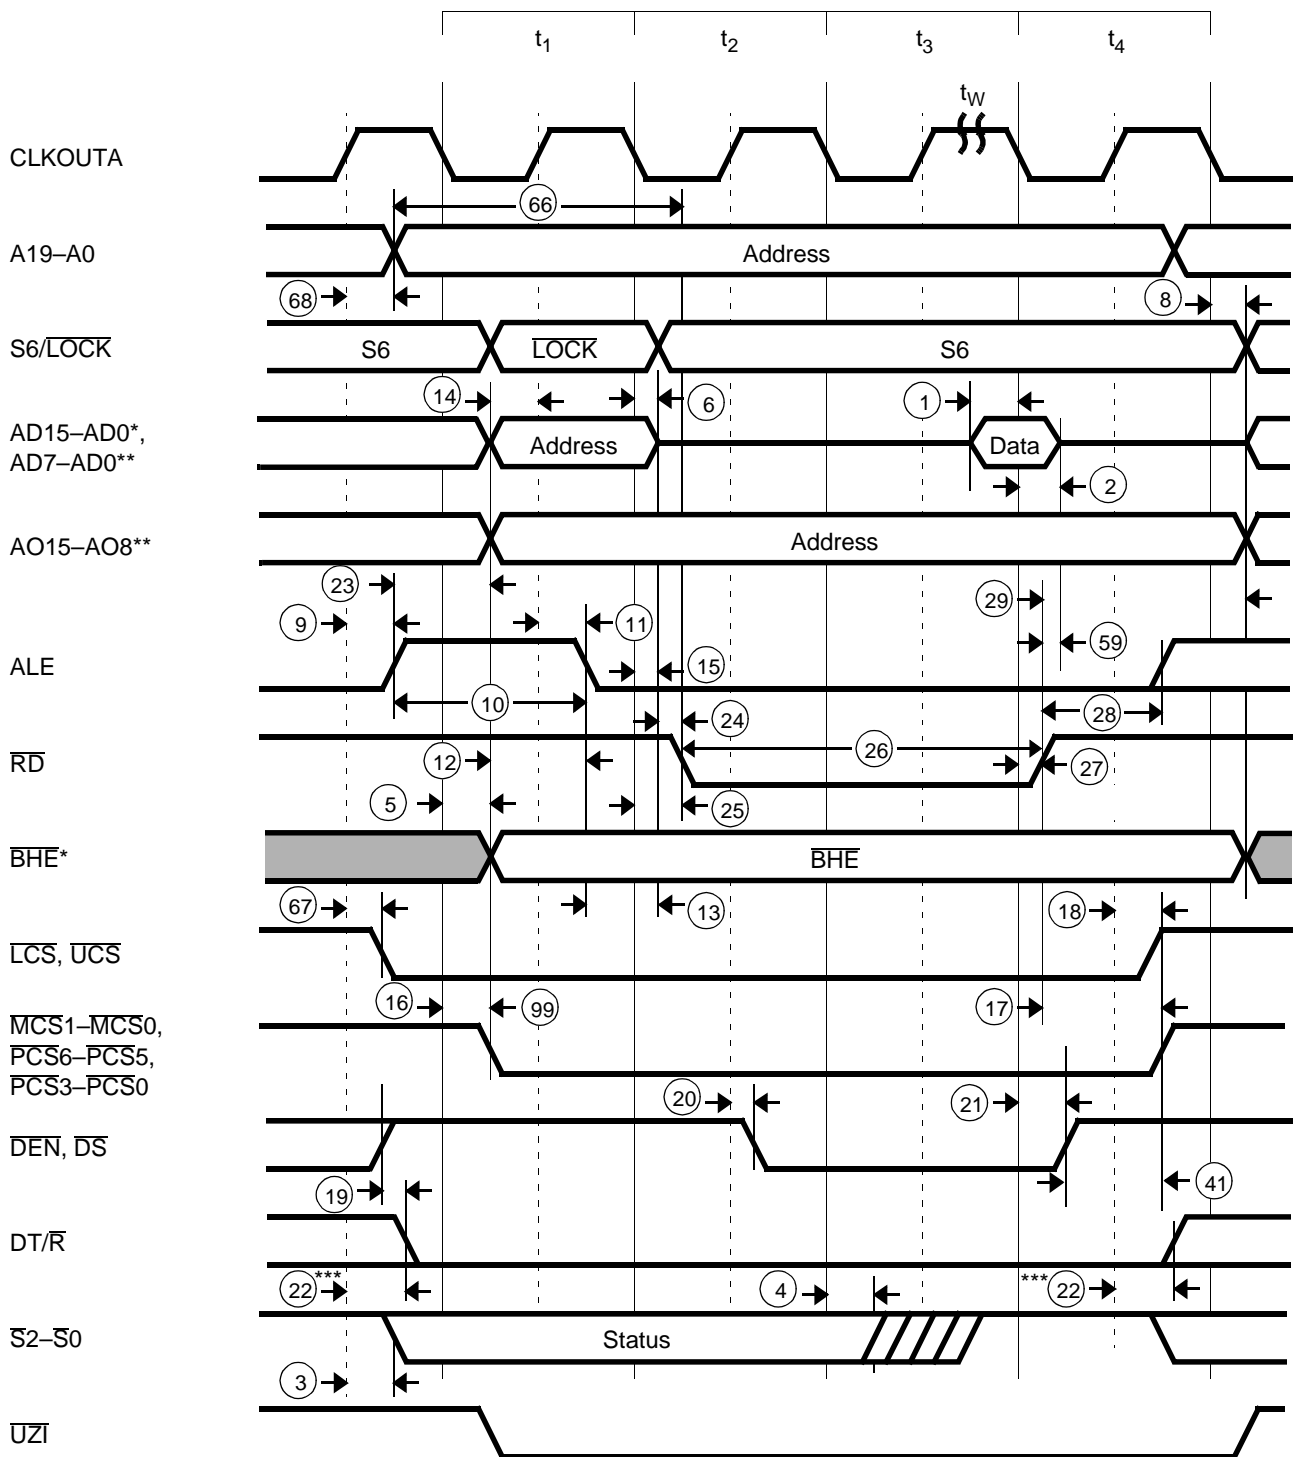 t1 t2 t3 t4
tW
CLKOUTA
66
A19–A0
Address
68
8
S6/LOCK
S6 LOCK S6
14
6
1
AD15–AD0*,
AD7–AD0**
Address
Data
2
AO15–AO8**
Address
23
29
9
11
59
ALE
15
10
24
28
RD
26
12
27
5
25
BHE*
BHE
67
13
18
LCS, UCS
16
99
17
MCS1–MCS0,
PCS6–PCS5,
PCS3–PCS0
20
21
DEN, DS
19
41
DT/R
22***
4
***22
S2–S0
Status
3
UZI